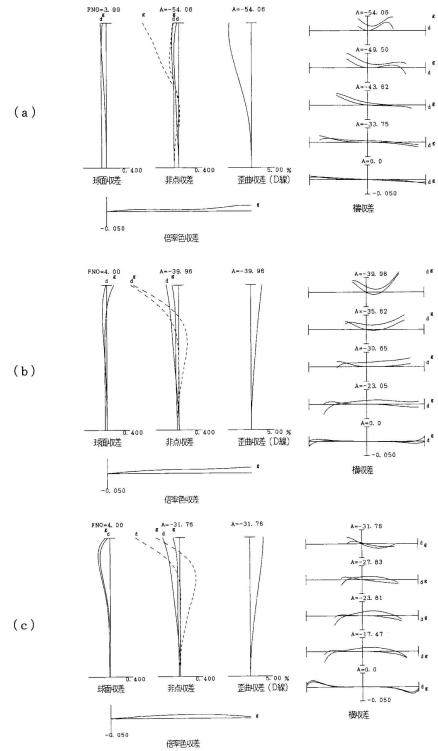 FNO=3.99 A=-54.06 A=-54.06
g g
d d
(a)
0.400 0.400 5.00 %
球面収差 非点収差 歪曲収差(D線)
g
-0.050
倍率色収差
A=-54.06
d g
A=-49.50
g
d
A=-43.62
g
d
A=-33.75
d g
A=0.0
d g
-0.050
横収差
FNO=4.00 A=-39.96 A=-39.96
g g
d d
(b)
0.400 0.400 5.00 %
球面収差 非点収差 歪曲収差(D線)
g
-0.050
倍率色収差
A=-39.96
d g
A=-35.62
g
d
A=-30.65
g
d
A=-23.05
g
d
A=0.0
d g
-0.050
横収差
FNO=4.00 A=-31.76 A=-31.76
g g
d d
(c)
0.400 0.400 5.00 %
球面収差 非点収差 歪曲収差(D線)
g
-0.050
倍率色収差
A=-31.76
d g
A=-27.83
d g
A=-23.61
g
A=-17.47
d g
A=0.0
d g
-0.050
横収差